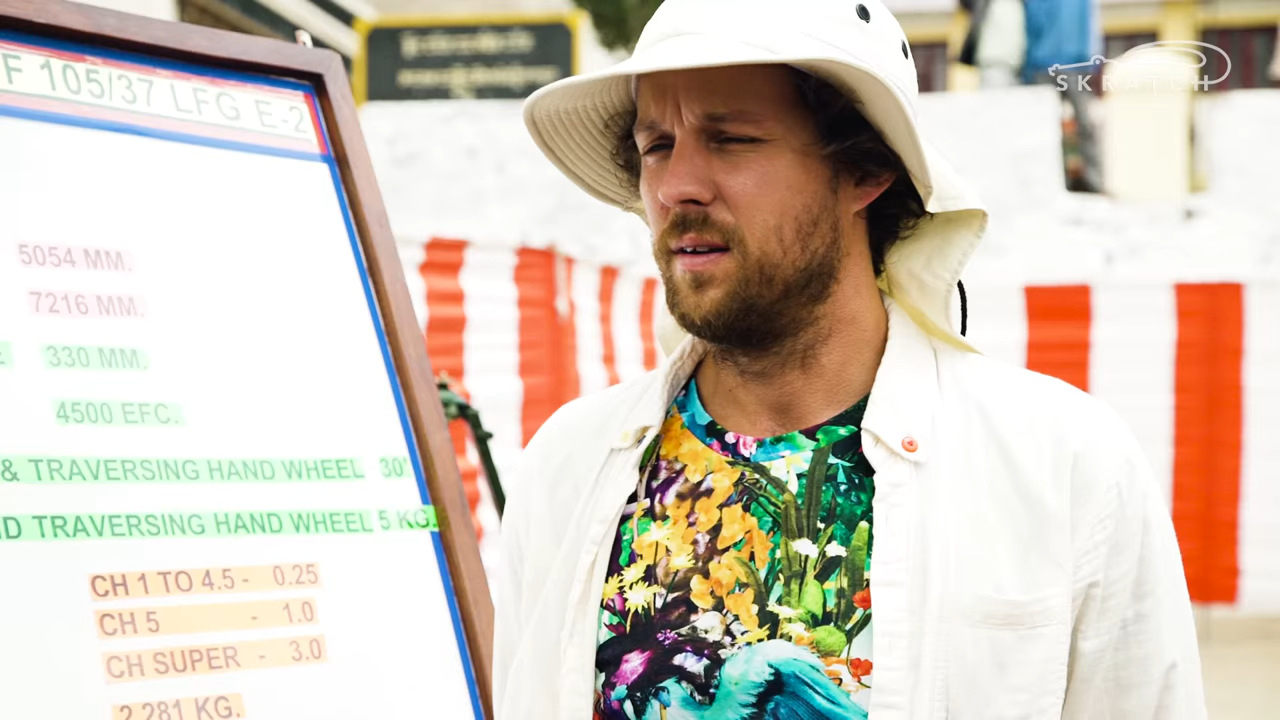 F 105/37 LFG E-2
SKRATCH
5054 MM.
7216 MM.
330 MM.
4500 EFC.
& TRAVERSING HAND WHEEL 30'
TRAVERSING HAND WHEEL 5 KG.
CH 1 TO 4.5 - 0.25
CH 5 - 1.0
CH SUPER - 3.0
2,281 KG.